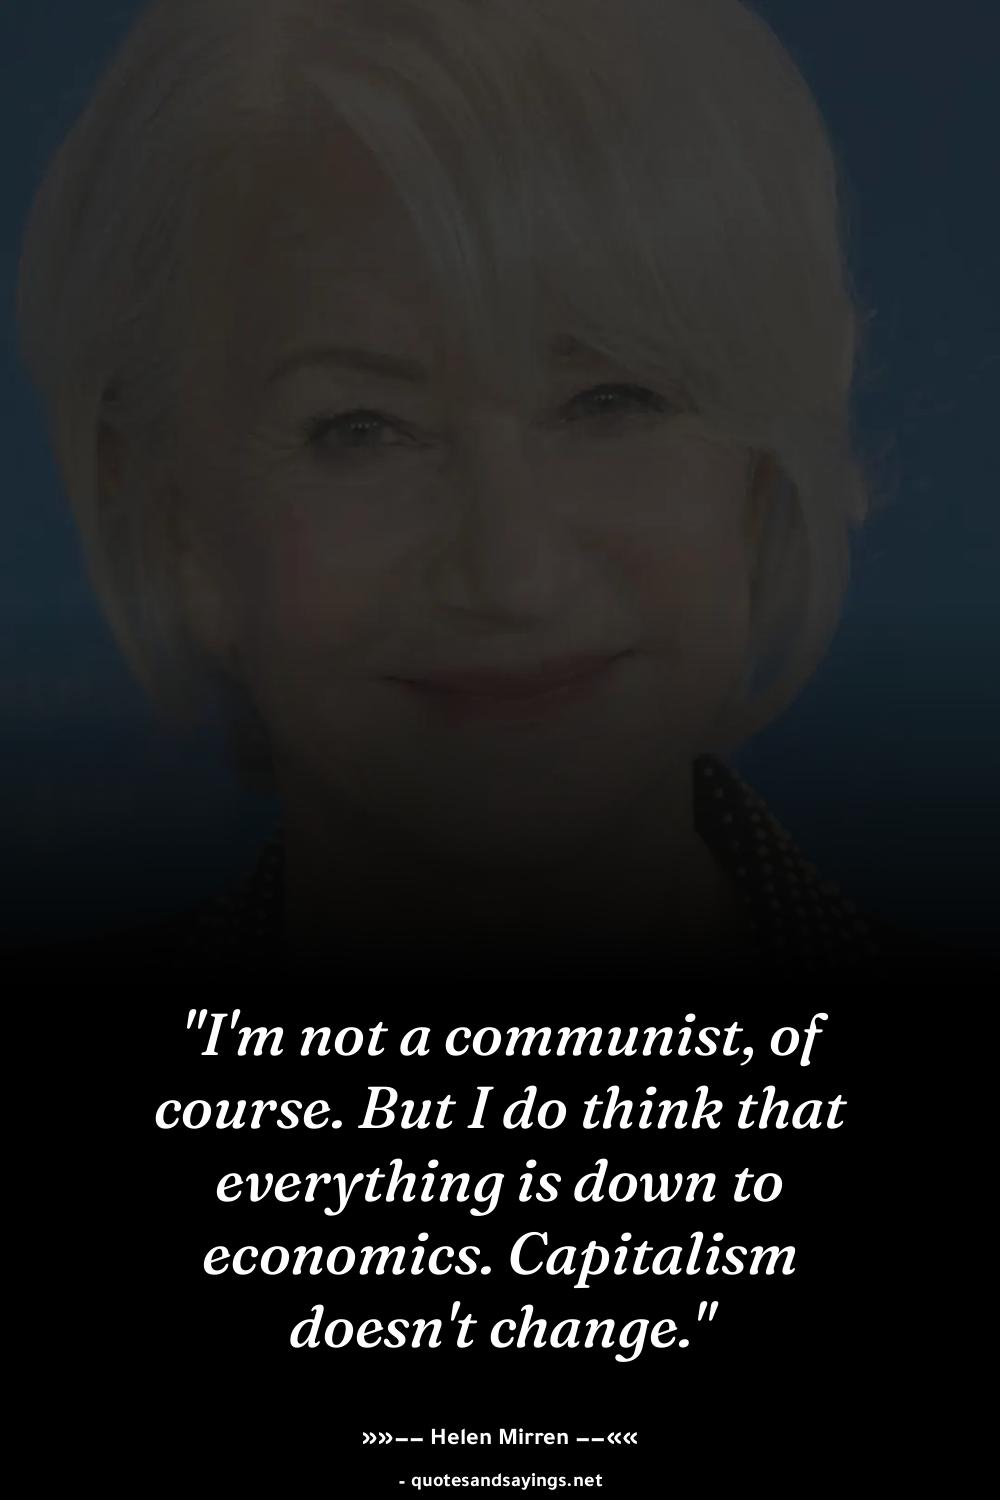 "I'm not a communist, of
course. But I do think that
everything is down to
economics. Capitalism
doesn't change."
»»–– Helen Mirren ––««
- quotesandsayings.net